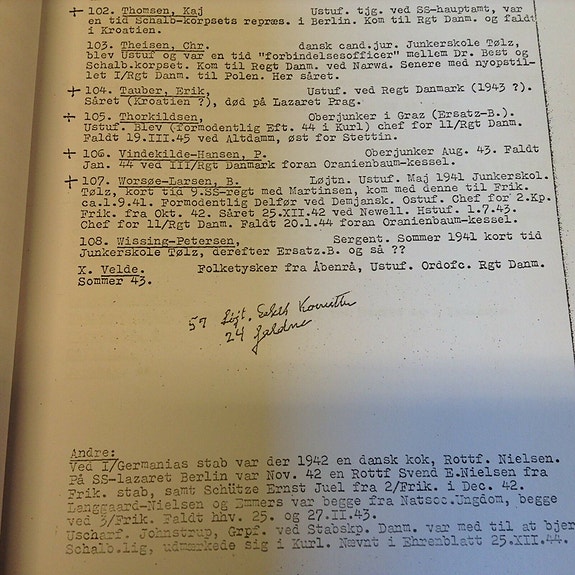 + 102. Thomsen, Kaj Ustuf. tjg. ved SS-hauptamt, var
en tid Schalb-korpsets repræs. i Berlin. Kom til Rgt Danm. og faldt
i Kroatien.
103. Theisen, Chr. dansk cand.jur. Junkerskole Tølz,
blev Ustuf og var en tid "forbindelsesofficer" mellem Dr. Best og
Schalb.korpset. Kom til Regt Danm. ved Narwa. Senere med nyopstil-
let I/Rgt Danm. til Polen. Her såret.
+ 104. Tauber, Erik, Ustuf. ved Regt Danmark (1943 ?).
Såret (Kroatien ?), død på Lazaret Prag.
+ 105. Thorkildsen, Oberjunker i Graz (Ersatz-B.).
Ustuf. Blev (formodentlig Eft. 44 i Kurl) chef for 11/Rgt Danm.
Faldt 19.III.45 ved Altdamm, øst for Stettin.
+ 106. Vindekilde-Hansen, P. Oberjunker Aug. 43. Faldt
Jan. 44 ved III/Rgt Danmark foran Oranienbaum-kessel.
+ 107. Worsøe-Larsen, B. Løjtn. Ustuf. Maj 1941 Junkerskol.
Tølz, kort tid 9.SS-regt med Martinsen, kom med denne til Frik.
ca.1.9.41. Formodentlig Delfør ved Demjansk. Ostuf. Chef for 2.Kp.
Frik. fra Okt. 42. Såret 25.XII.42 ved Newell. Hstuf. 1.7.43.
Chef for 11/Rgt Danm. Faldt 20.1.44 foran Oranienbaum-kessel.
108. Wissing-Petersen, Sergent. Sommer 1941 kort tid
Junkerskole Tølz, derefter Ersatz.B. og så ??
X. Velde. Folketysker fra Åbenrå, Ustuf. Ordofc. Rgt Danm.
Sommer 43.
57 Løjt.
24 faldne
Andre:
Ved I/Germanias stab var der 1942 en dansk kok, Rottf. Nielsen.
På SS-lazaret Berlin var Nov. 42 en Rottf Svend E.Nielsen fra
Frik. stab, samt Schütze Ernst Juel fra 2/Frik. i Dec. 42.
Langgaard-Nielsen og Emmers var begge fra Natsoc.Ungdom, begge
ved 3/Frik. Faldt hhv. 25. og 27.II.43.
Uscharf. Johnstrup, Grpf. ved Stabskp. Danm. var med til at bjer
Schalb.lig, udmærkede sig i Kurl. Nævnt i Ehrenblatt 25.XII.44.